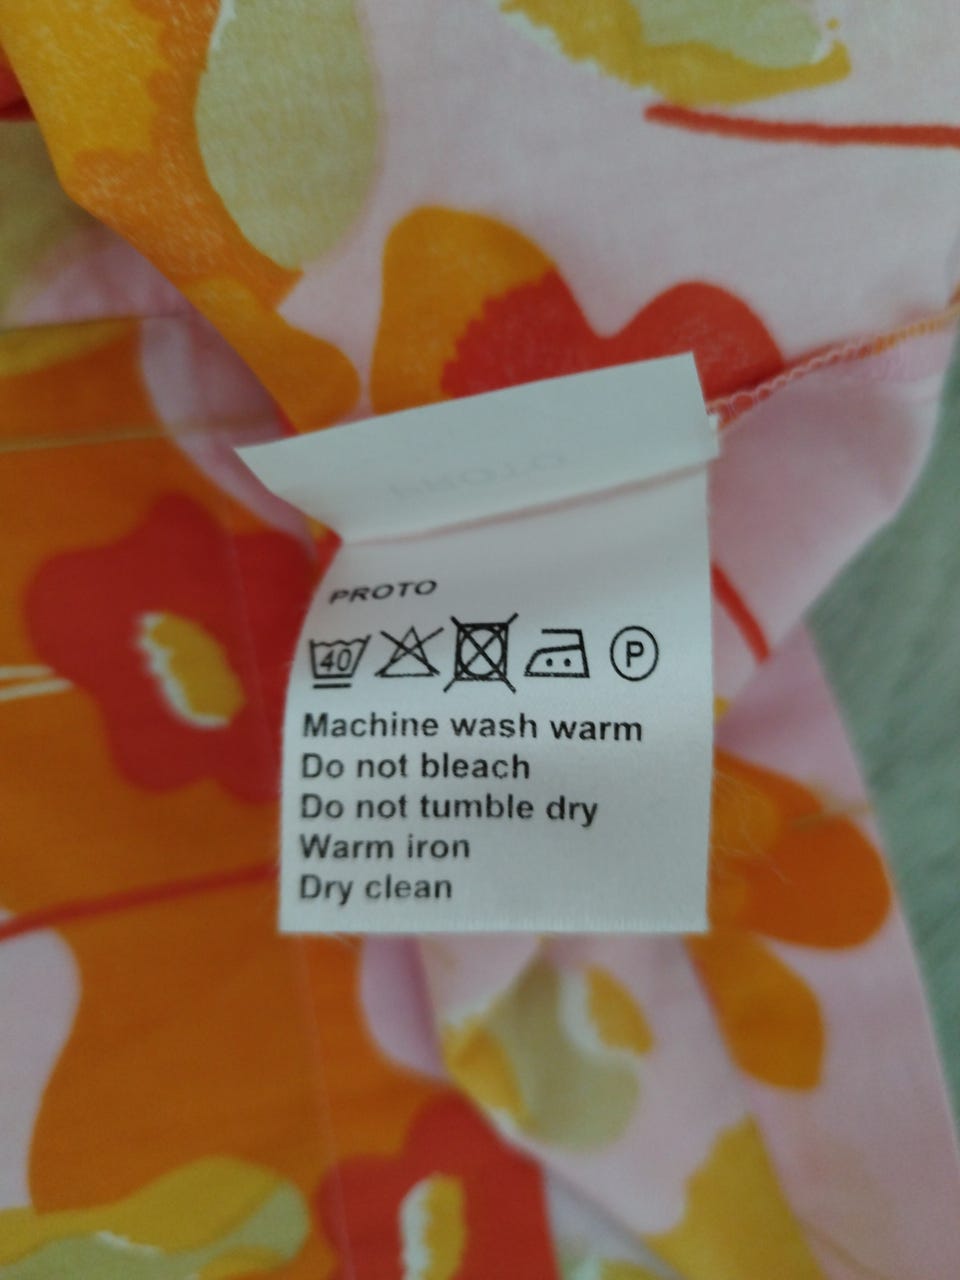 PROTO
40 P
Machine wash warm
Do not bleach
Do not tumble dry
Warm iron
Dry clean